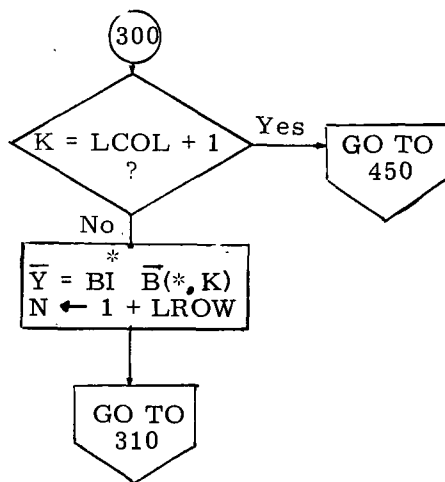 300
K = LCOL + 1
?
Yes
GO TO
450
No
*
Y̅ = BI B⃗(*, K)
N ← 1 + LROW
GO TO
310